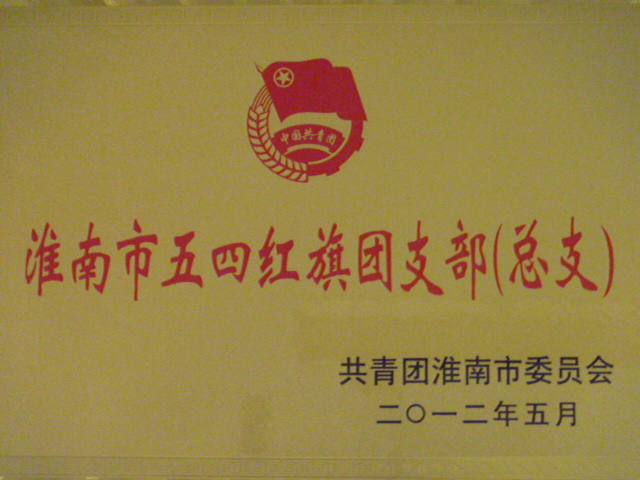 中国共青团
淮南市五四红旗团支部(总支)
共青团淮南市委员会
二〇一二年五月